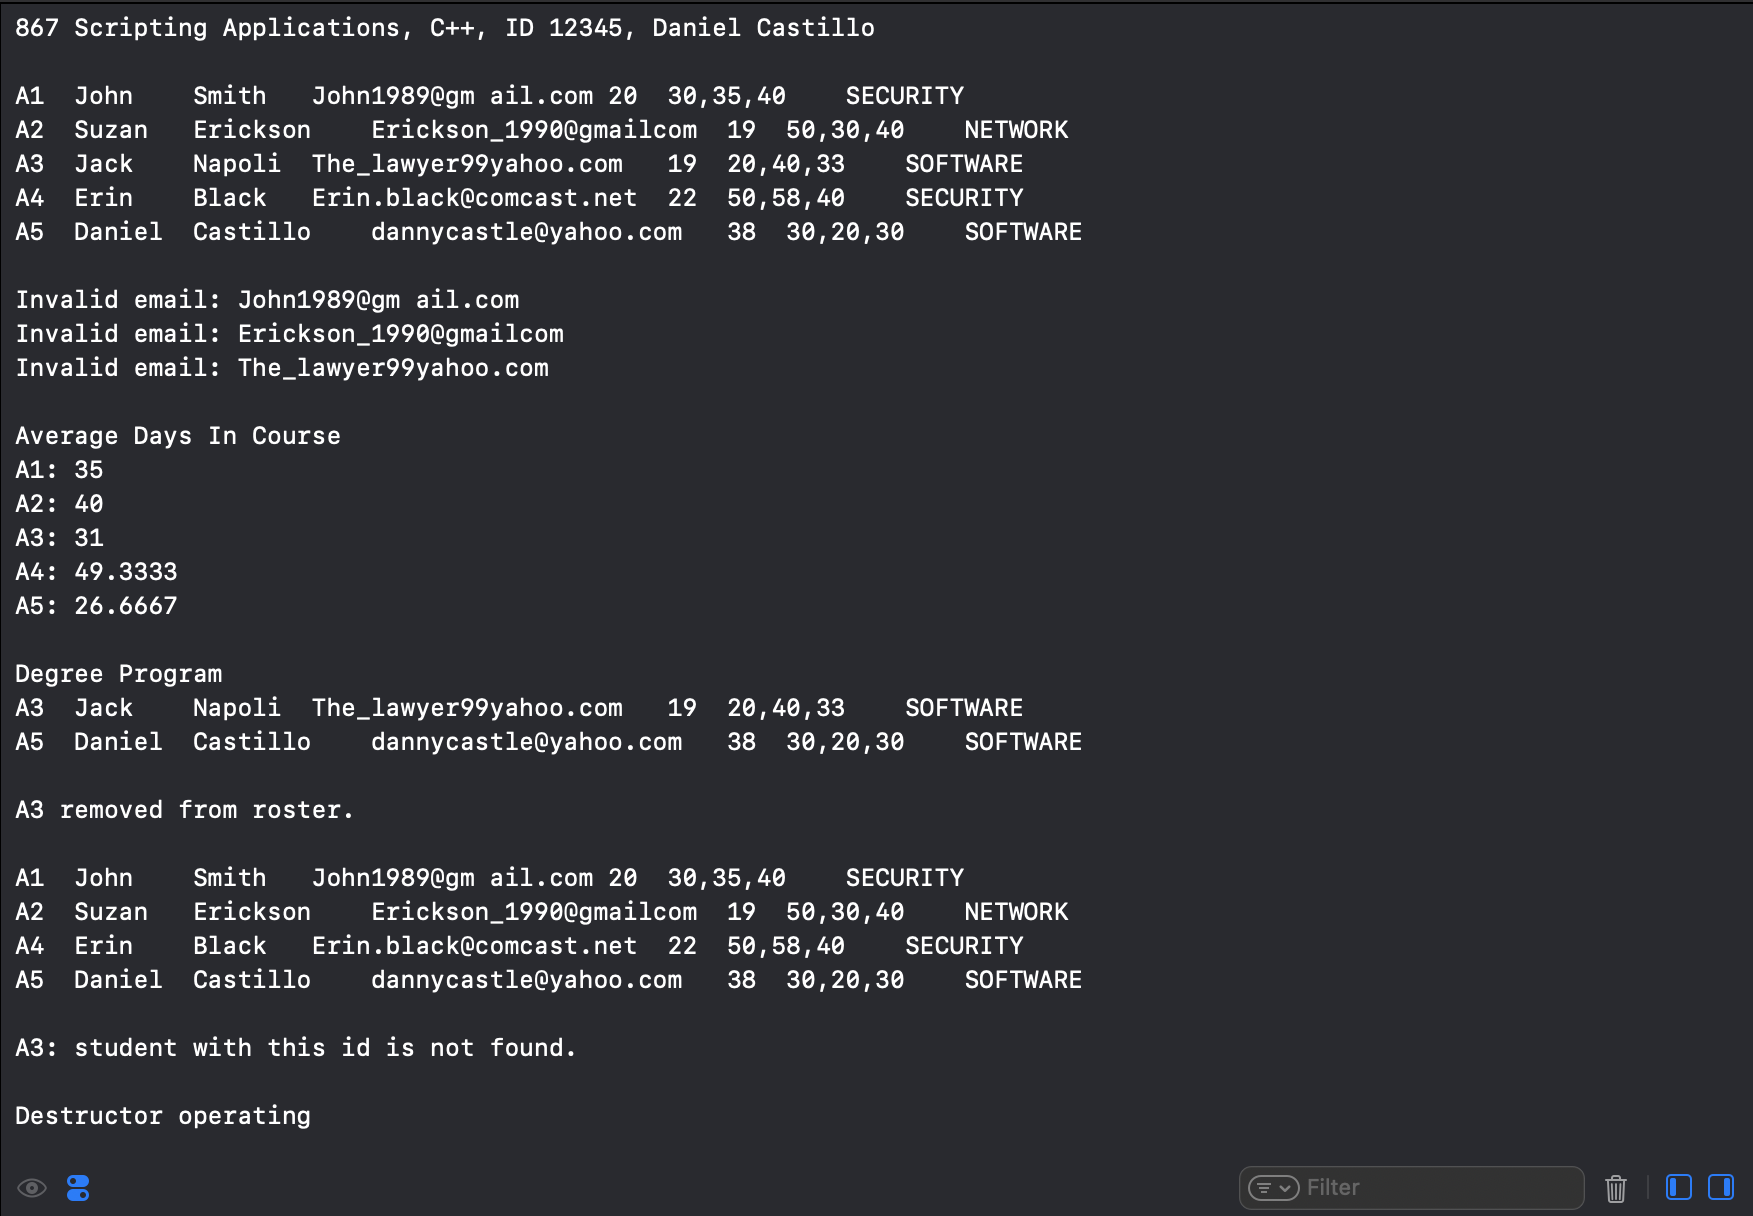 867 Scripting Applications, C++, ID 12345, Daniel Castillo
A1  John    Smith   John1989@gm ail.com 20  30,35,40    SECURITY
A2  Suzan   Erickson    Erickson_1990@gmailcom  19  50,30,40    NETWORK
A3  Jack    Napoli  The_lawyer99yahoo.com   19  20,40,33    SOFTWARE
A4  Erin    Black   Erin.black@comcast.net  22  50,58,40    SECURITY
A5  Daniel  Castillo    dannycastle@yahoo.com   38  30,20,30    SOFTWARE
Invalid email: John1989@gm ail.com
Invalid email: Erickson_1990@gmailcom
Invalid email: The_lawyer99yahoo.com
Average Days In Course
A1: 35
A2: 40
A3: 31
A4: 49.3333
A5: 26.6667
Degree Program
A3  Jack    Napoli  The_lawyer99yahoo.com   19  20,40,33    SOFTWARE
A5  Daniel  Castillo    dannycastle@yahoo.com   38  30,20,30    SOFTWARE
A3 removed from roster.
A1  John    Smith   John1989@gm ail.com 20  30,35,40    SECURITY
A2  Suzan   Erickson    Erickson_1990@gmailcom  19  50,30,40    NETWORK
A4  Erin    Black   Erin.black@comcast.net  22  50,58,40    SECURITY
A5  Daniel  Castillo    dannycastle@yahoo.com   38  30,20,30    SOFTWARE
A3: student with this id is not found.
Destructor operating
Filter